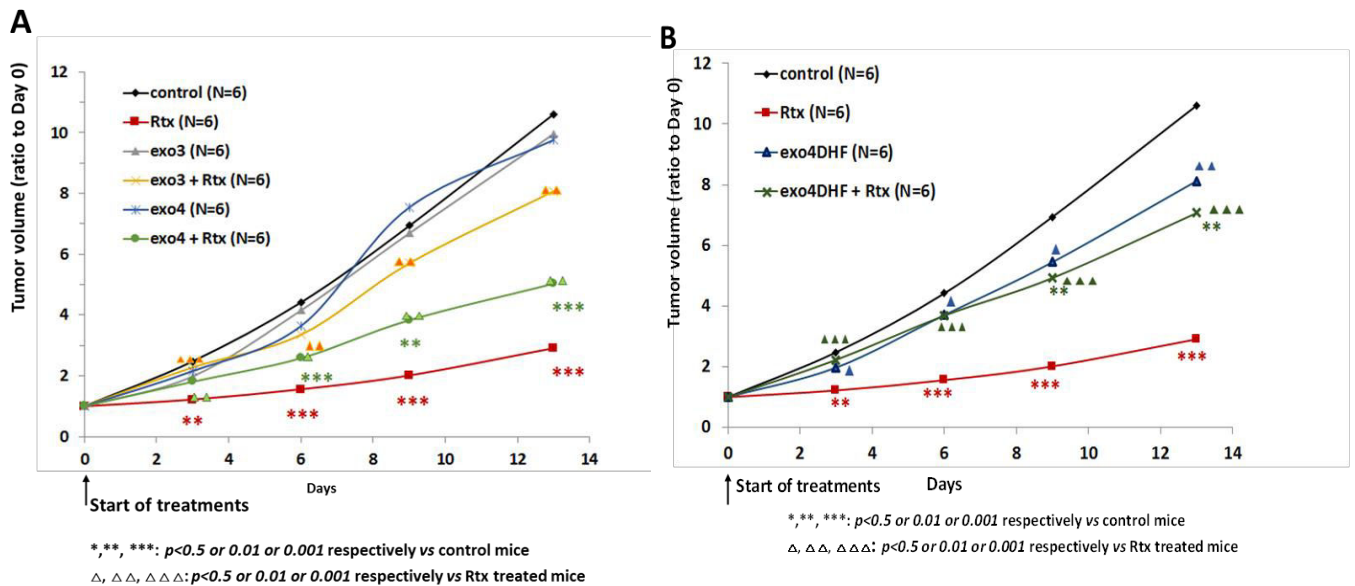 A
Tumor volume (ratio to Day 0)
12
10
8
6
4
2
0
control (N=6)
Rtx (N=6)
exo3 (N=6)
exo3 + Rtx (N=6)
exo4 (N=6)
exo4 + Rtx (N=6)
***
**
***
***
***
***
**
0 2 4 6 8 10 12 14
Days
Start of treatments
*,**, ***: p<0.5 or 0.01 or 0.001 respectively vs control mice
△, △△, △△△: p<0.5 or 0.01 or 0.001 respectively vs Rtx treated mice
B
Tumor volume (ratio to Day 0)
12
10
8
6
4
2
0
control (N=6)
Rtx (N=6)
exo4DHF (N=6)
exo4DHF + Rtx (N=6)
**
**
***
***
***
**
0 2 4 6 8 10 12 14
Start of treatments
Days
*,**, ***: p<0.5 or 0.01 or 0.001 respectively vs control mice
△, △△, △△△: p<0.5 or 0.01 or 0.001 respectively vs Rtx treated mice